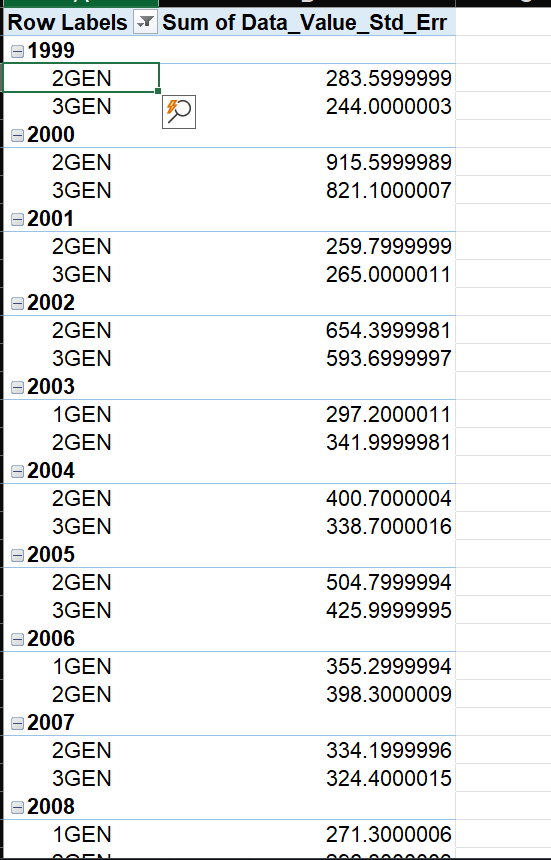 Row Labels Sum of Data_Value_Std_Err
1999
2GEN 283.5999999
3GEN 244.0000003
2000
2GEN 915.5999989
3GEN 821.1000007
2001
2GEN 259.7999999
3GEN 265.0000011
2002
2GEN 654.3999981
3GEN 593.6999997
2003
1GEN 297.2000011
2GEN 341.9999981
2004
2GEN 400.7000004
3GEN 338.7000016
2005
2GEN 504.7999994
3GEN 425.9999995
2006
1GEN 355.2999994
2GEN 398.3000009
2007
2GEN 334.1999996
3GEN 324.4000015
2008
1GEN 271.3000006